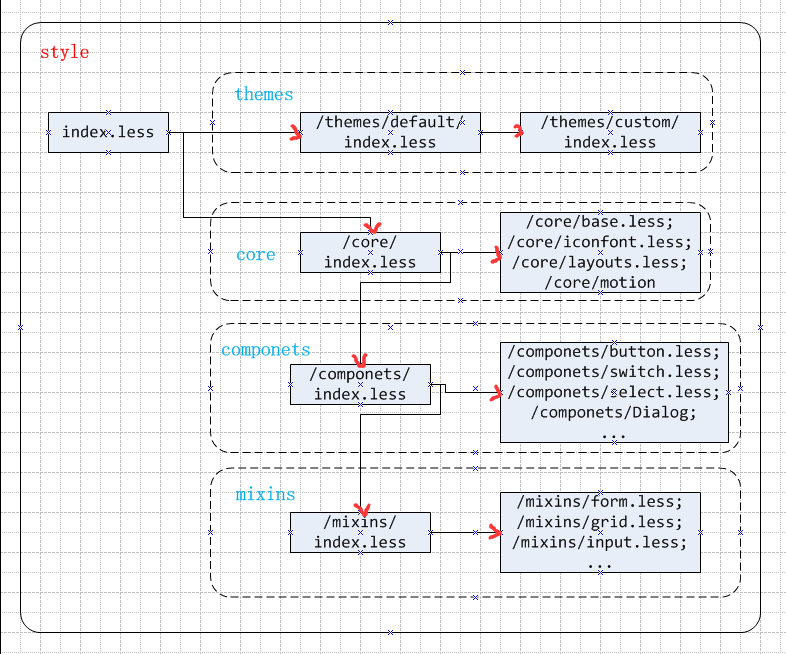 style
themes
index.less
/themes/default/
index.less
/themes/custom/
index.less
core
/core/
index.less
/core/base.less;
/core/iconfont.less;
/core/layouts.less;
/core/motion
componets
/componets/
index.less
/componets/button.less;
/componets/switch.less;
/componets/select.less;
/componets/Dialog;
...
mixins
/mixins/
index.less
/mixins/form.less;
/mixins/grid.less;
/mixins/input.less;
...